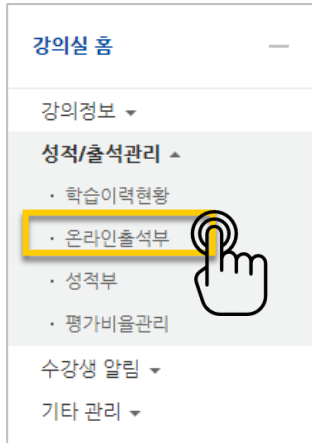 강의실 홈
강의정보
성적/출석관리
· 학습이력현황
· 온라인출석부
· 성적부
· 평가비율관리
수강생 알림
기타 관리